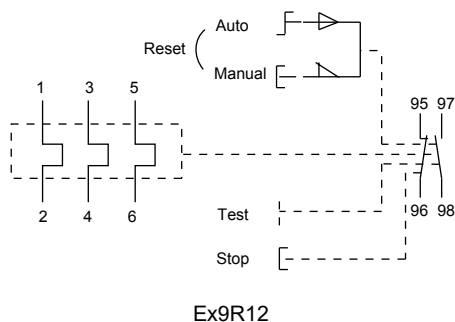 Auto
Reset
Manual
1 3 5
95 97
2 4 6
96 98
Test
Stop
Ex9R12